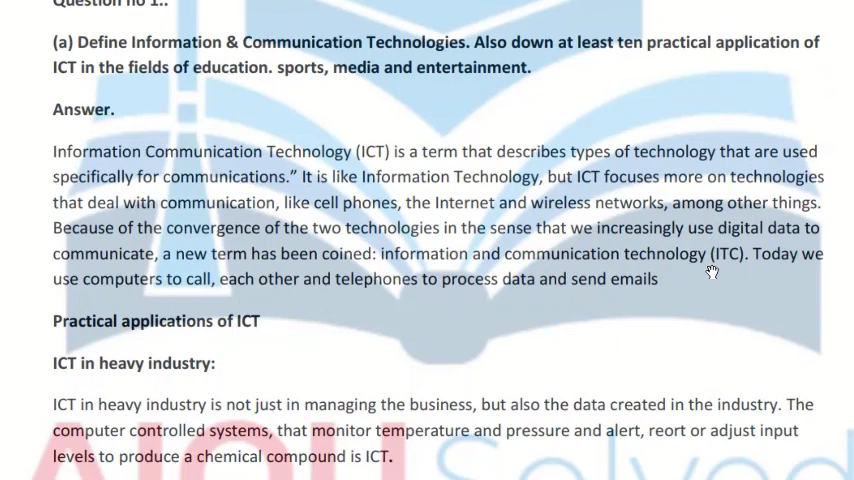 Question no 1..
(a) Define Information & Communication Technologies. Also down at least ten practical application of
ICT in the fields of education. sports, media and entertainment.
Answer.
Information Communication Technology (ICT) is a term that describes types of technology that are used
specifically for communications.” It is like Information Technology, but ICT focuses more on technologies
that deal with communication, like cell phones, the Internet and wireless networks, among other things.
Because of the convergence of the two technologies in the sense that we increasingly use digital data to
communicate, a new term has been coined: information and communication technology (ITC). Today we
use computers to call, each other and telephones to process data and send emails
Practical applications of ICT
ICT in heavy industry:
ICT in heavy industry is not just in managing the business, but also the data created in the industry. The
computer controlled systems, that monitor temperature and pressure and alert, reort or adjust input
levels to produce a chemical compound is ICT.
AIOU Solved